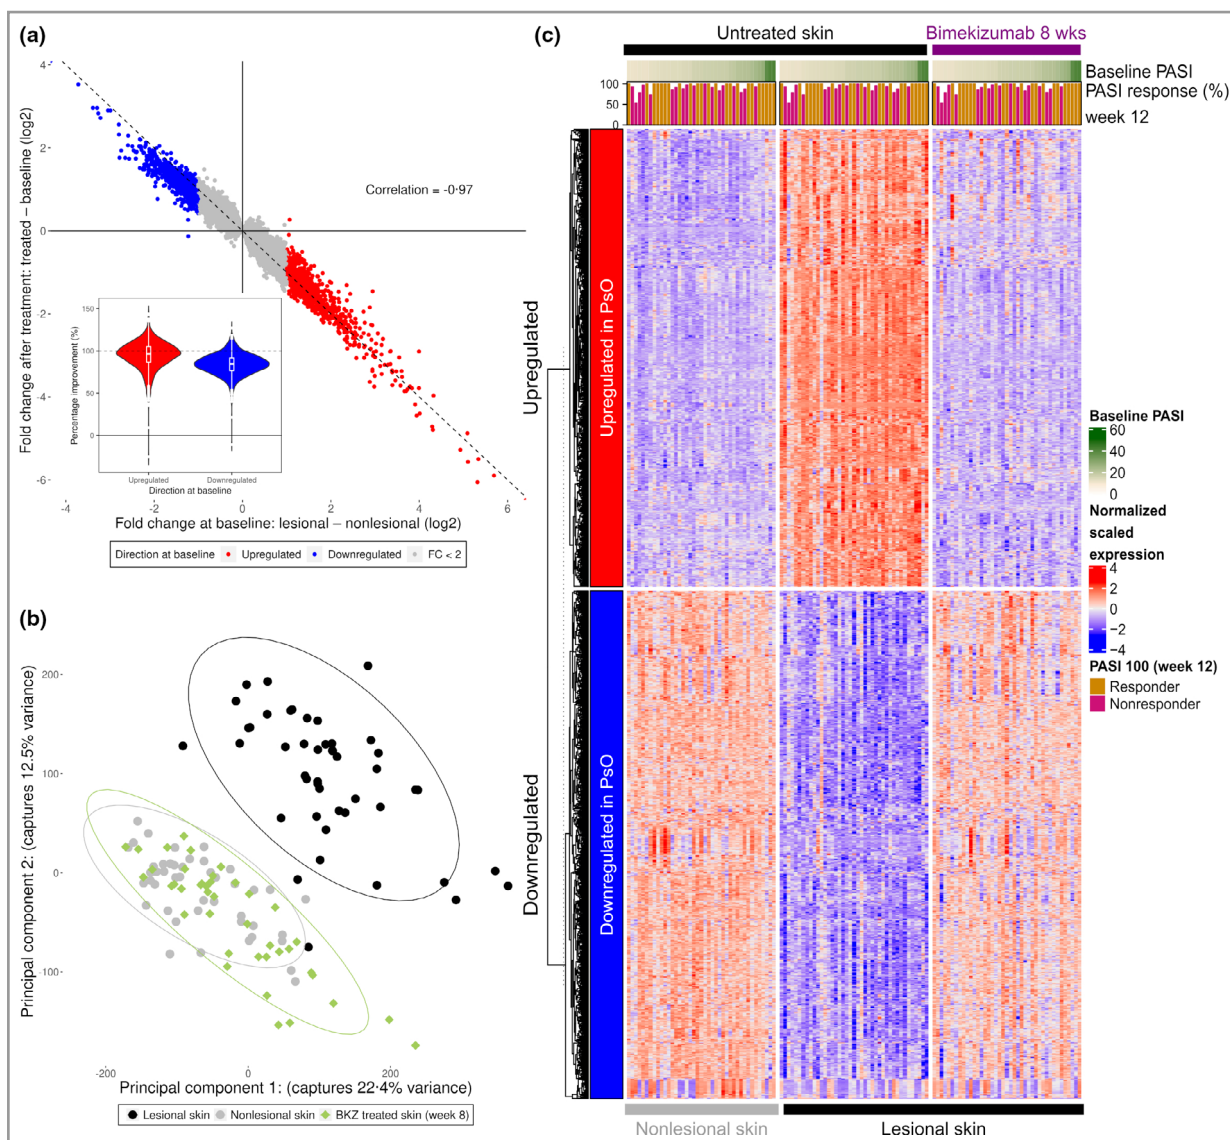 (a)
4
2
0
-2
-4
-6
Fold change after treatment: treated – baseline (log2)
Correlation = -0·97
150
100
50
0
Percentage improvement (%)
Upregulated
Downregulated
Direction at baseline
-4
-2
0
2
4
6
Fold change at baseline: lesional – nonlesional (log2)
Direction at baseline Upregulated Downregulated FC < 2
(b)
200
100
0
-100
Principal component 2: (captures 12.5% variance)
-200
0
200
Principal component 1: (captures 22·4% variance)
Lesional skin Nonlesional skin BKZ treated skin (week 8)
(c)
Untreated skin
Bimekizumab 8 wks
Baseline PASI
PASI response (%)
week 12
100
50
0
Upregulated
Upregulated in PsO
Downregulated
Downregulated in PsO
Nonlesional skin
Lesional skin
Baseline PASI
60
40
20
0
Normalized
scaled
expression
4
2
0
−2
−4
PASI 100 (week 12)
Responder
Nonresponder